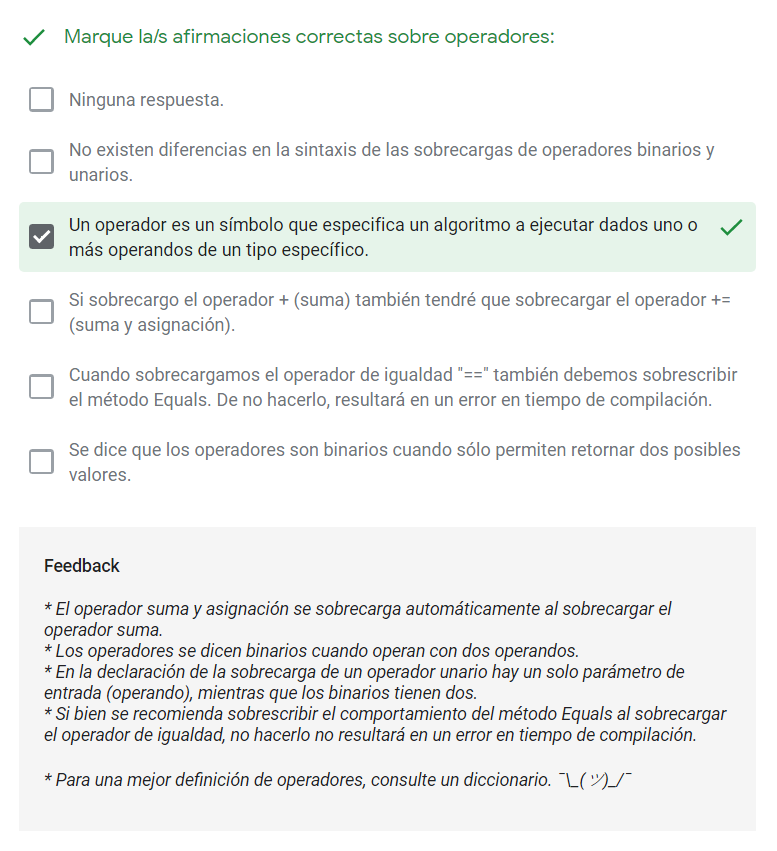 Marque la/s afirmaciones correctas sobre operadores:
Ninguna respuesta.
No existen diferencias en la sintaxis de las sobrecargas de operadores binarios y
unarios.
Un operador es un símbolo que especifica un algoritmo a ejecutar dados uno o
más operandos de un tipo específico.
Si sobrecargo el operador + (suma) también tendré que sobrecargar el operador +=
(suma y asignación).
Cuando sobrecargamos el operador de igualdad "==" también debemos sobrescribir
el método Equals. De no hacerlo, resultará en un error en tiempo de compilación.
Se dice que los operadores son binarios cuando sólo permiten retornar dos posibles
valores.
Feedback
* El operador suma y asignación se sobrecarga automáticamente al sobrecargar el
operador suma.
* Los operadores se dicen binarios cuando operan con dos operandos.
* En la declaración de la sobrecarga de un operador unario hay un solo parámetro de
entrada (operando), mientras que los binarios tienen dos.
* Si bien se recomienda sobrescribir el comportamiento del método Equals al sobrecargar
el operador de igualdad, no hacerlo no resultará en un error en tiempo de compilación.
* Para una mejor definición de operadores, consulte un diccionario. ¯\_(ツ)_/¯